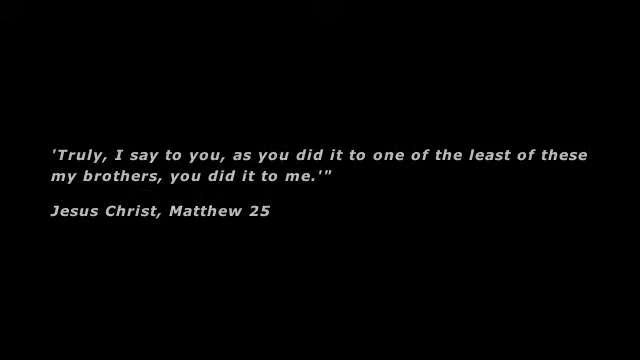 'Truly, I say to you, as you did it to one of the least of these
my brothers, you did it to me.'"
Jesus Christ, Matthew 25